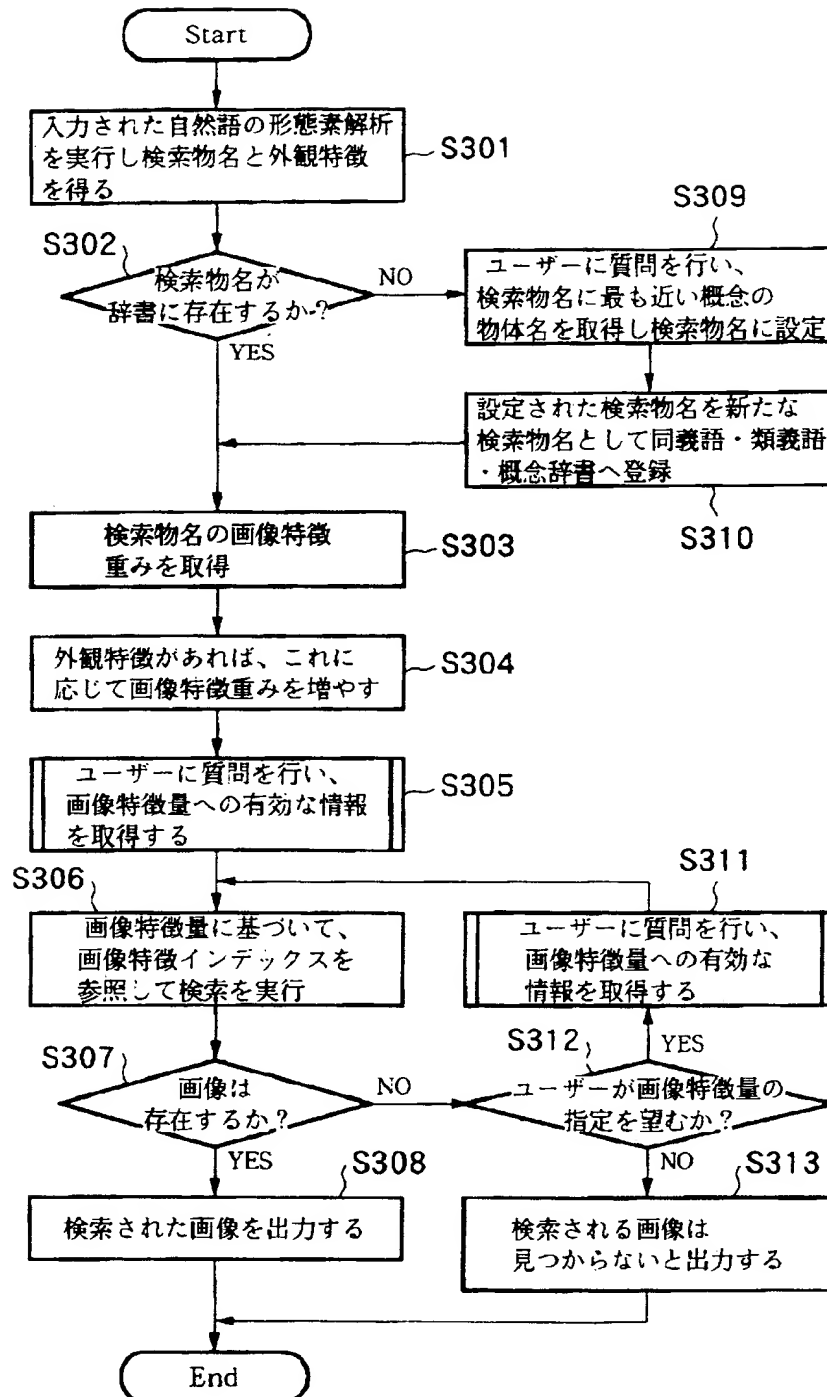 Start
入力された自然語の形態素解析
を実行し検索物名と外観特徴
を得る
S301
S302
検索物名が
辞書に存在するか?
NO
YES
S309
ユーザーに質問を行い、
検索物名に最も近い概念の
物体名を取得し検索物名に設定
設定された検索物名を新たな
検索物名として同義語・類義語
・概念辞書へ登録
S310
検索物名の画像特徴
重みを取得
S303
外観特徴があれば、これに
応じて画像特徴重みを増やす
S304
ユーザーに質問を行い、
画像特徴量への有効な情報
を取得する
S305
S306
画像特徴量に基づいて、
画像特徴インデックスを
参照して検索を実行
S311
ユーザーに質問を行い、
画像特徴量への有効な
情報を取得する
S307
画像は
存在するか?
NO
YES
S312
YES
ユーザーが画像特徴量の
指定を望むか?
NO
S308
検索された画像を出力する
S313
検索される画像は
見つからないと出力する
End